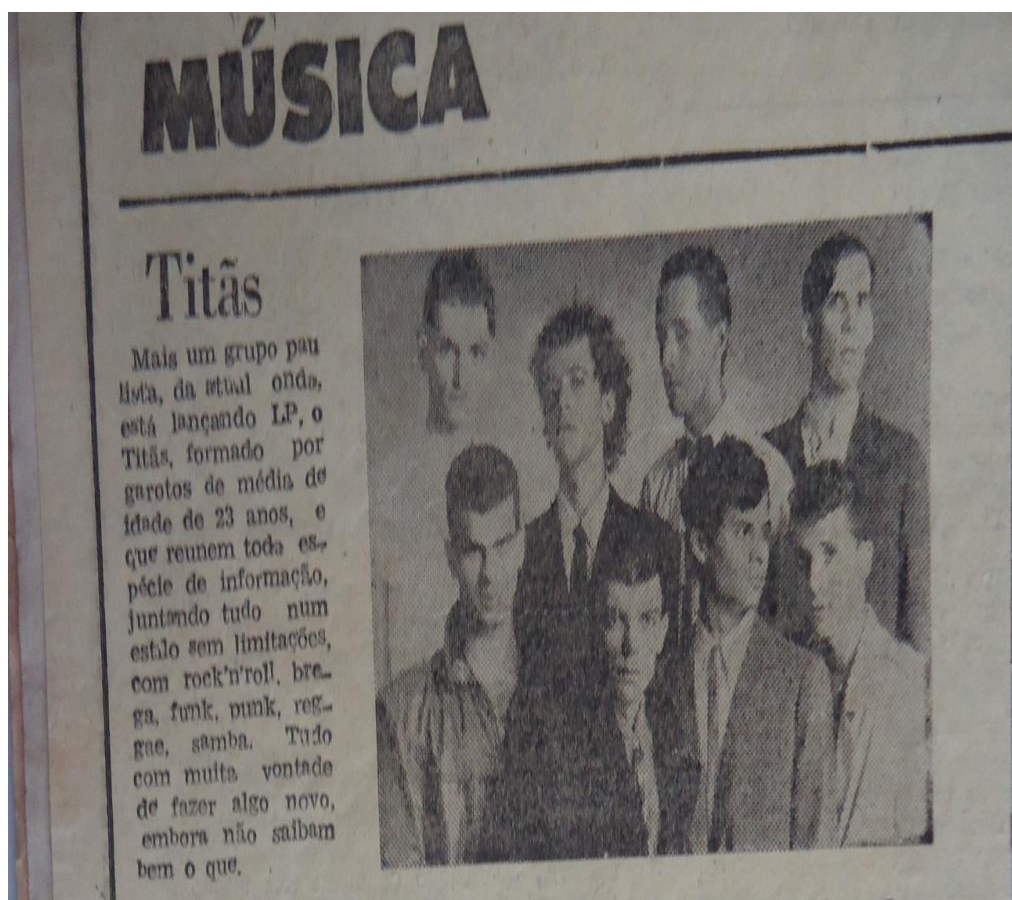 MÚSICA
Titãs
Mais um grupo pau
lista, da atual onda,
está lançando LP, o
Titãs, formado por
garotos de média de
idade de 23 anos, e
que reunem toda es-
pécie de informação,
juntando tudo num
estilo sem limitações,
com rock'n'roll, bre-
ga, funk, punk, reg-
gae, samba. Tudo
com muita vontade
de fazer algo novo,
embora não saibam
bem o que.